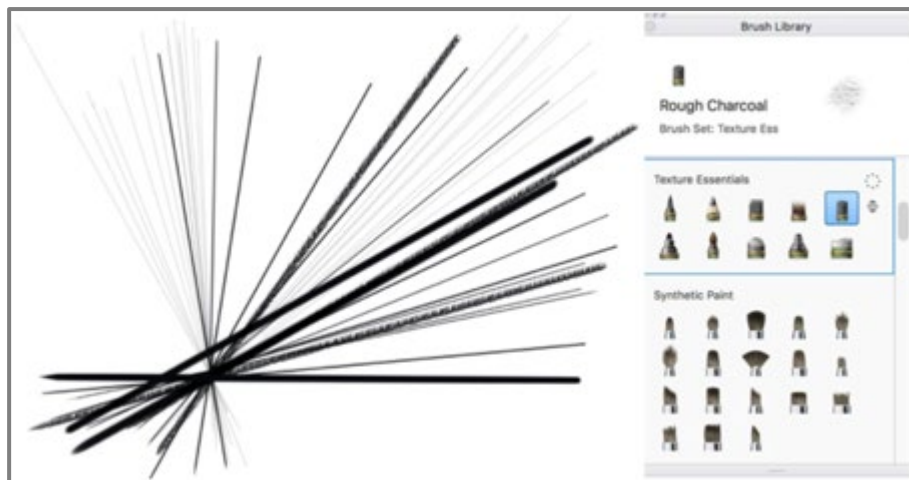 Brush Library
Rough Charcoal
Brush Set: Texture Ess
Texture Essentials
Synthetic Paint